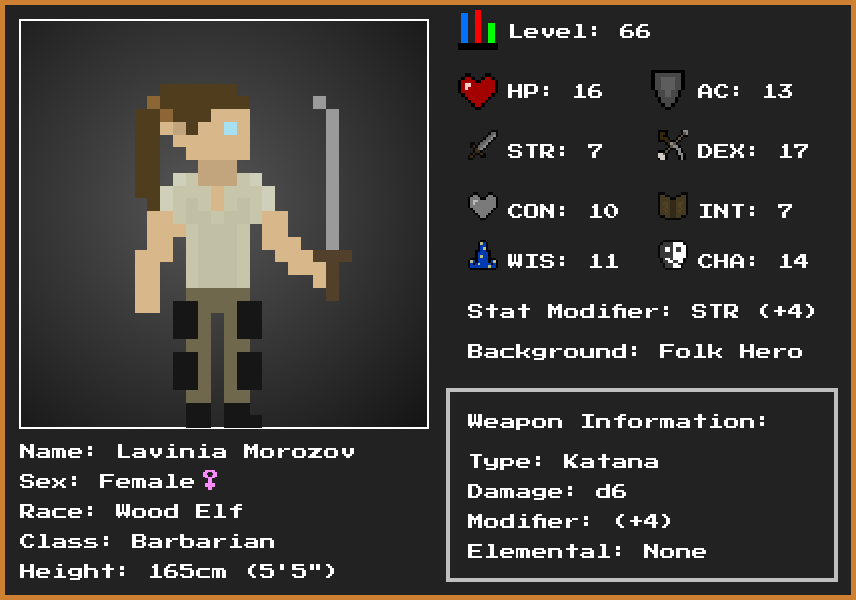 Level: 66
HP: 16
AC: 13
STR: 7
DEX: 17
CON: 10
INT: 7
WIS: 11
CHA: 14
Stat Modifier: STR (+4)
Background: Folk Hero
Weapon Information:
Type: Katana
Damage: d6
Modifier: (+4)
Elemental: None
Name: Lavinia Morozov
Sex: Female♀
Race: Wood Elf
Class: Barbarian
Height: 165cm (5'5")